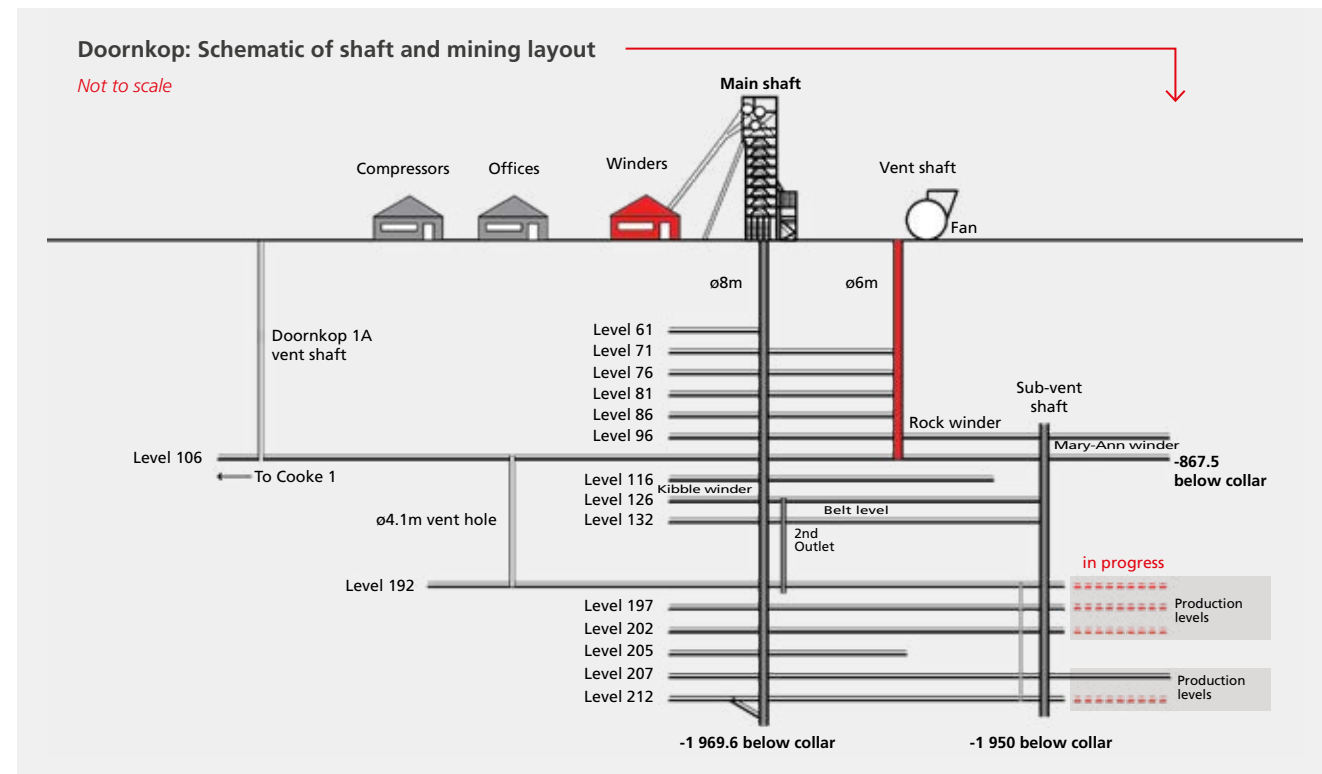 Doornkop: Schematic of shaft and mining layout
Not to scale
Main shaft
Compressors
Offices
Winders
Vent shaft
Fan
ø8m
ø6m
Doornkop 1A
vent shaft
Level 61
Level 71
Level 76
Level 81
Level 86
Level 96
Sub-vent
shaft
Rock winder
Mary-Ann winder
Level 106
-867.5
below collar
To Cooke 1
Level 116
Kibble winder
Level 126
Belt level
Level 132
ø4.1m vent hole
2nd
Outlet
in progress
Level 192
Level 197
Production
levels
Level 202
Level 205
Level 207
Production
levels
Level 212
-1 969.6 below collar
-1 950 below collar